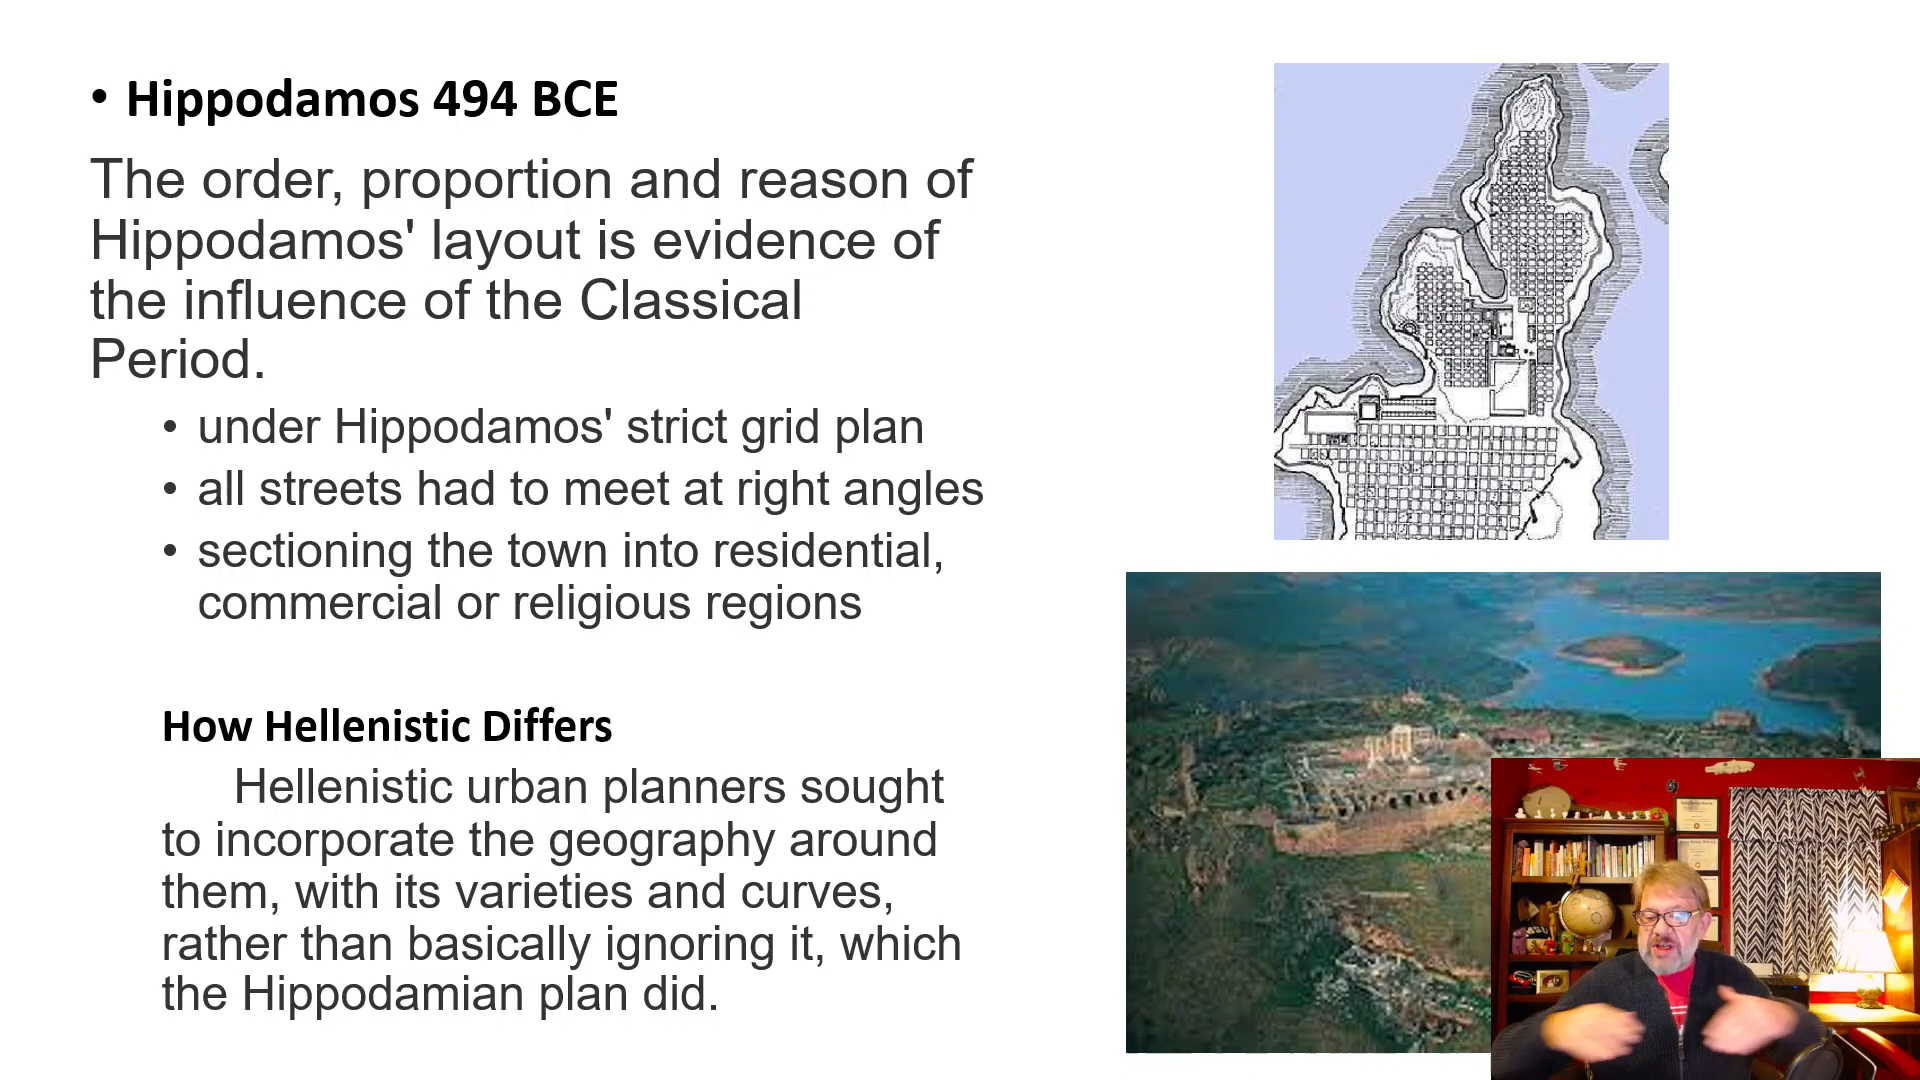 • Hippodamos 494 BCE
The order, proportion and reason of
Hippodamos' layout is evidence of
the influence of the Classical
Period.
• under Hippodamos' strict grid plan
• all streets had to meet at right angles
• sectioning the town into residential,
commercial or religious regions
How Hellenistic Differs
Hellenistic urban planners sought
to incorporate the geography around
them, with its varieties and curves,
rather than basically ignoring it, which
the Hippodamian plan did.